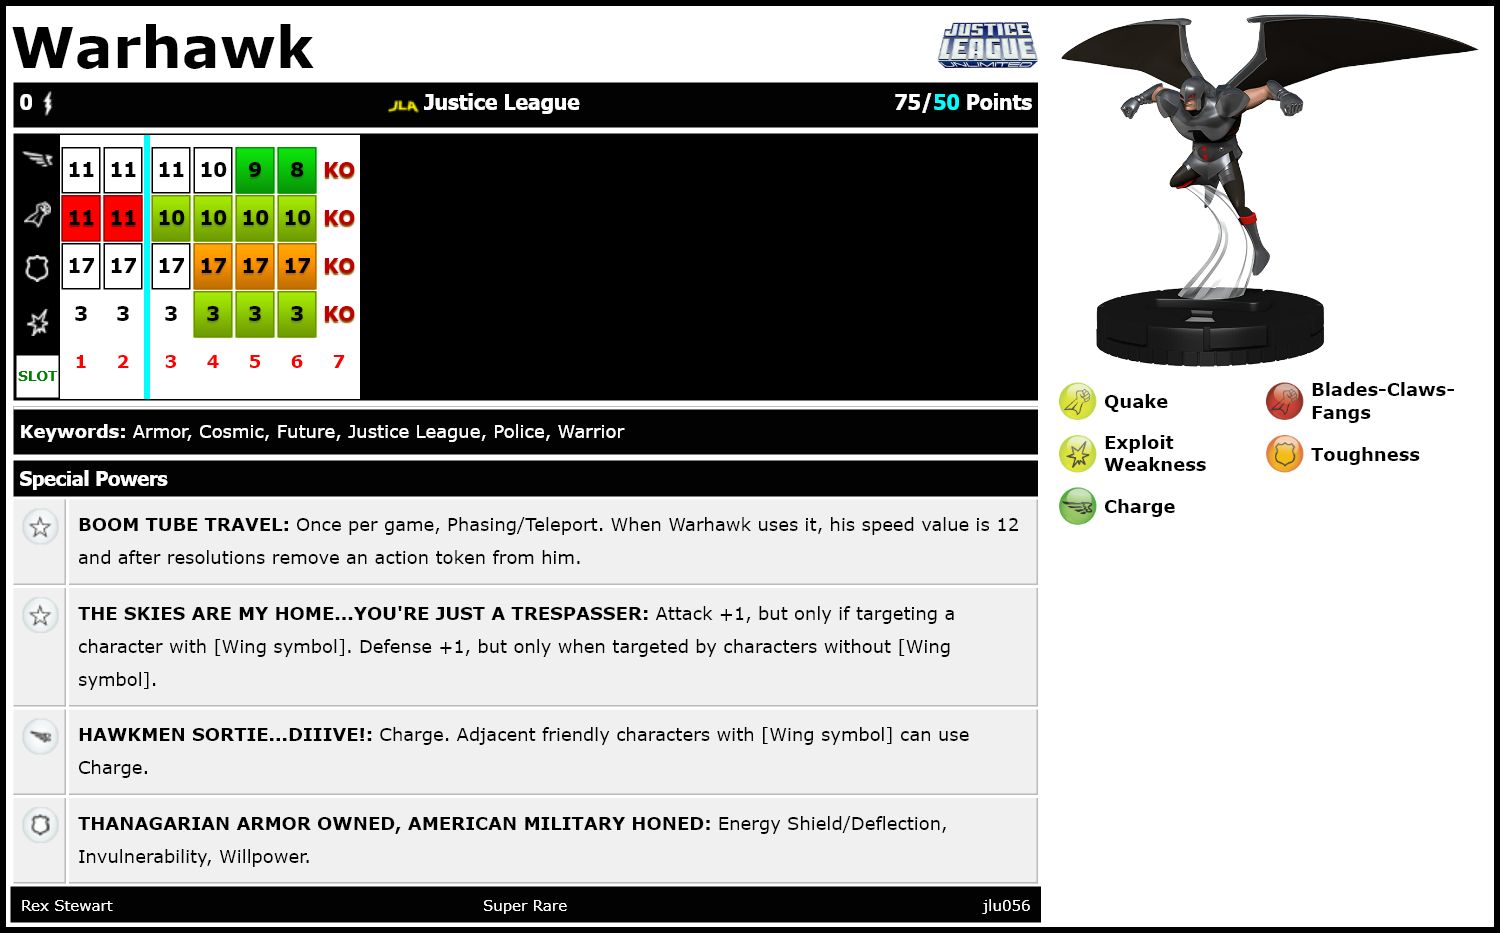 Warhawk
JUSTICE
LEAGUE
UNLIMITED
0 JLA Justice League 75/50 Points
11 11 11 10 9 8 KO
11 11 10 10 10 10 KO
17 17 17 17 17 17 KO
3 3 3 3 3 3 KO
SLOT 1 2 3 4 5 6 7
Keywords: Armor, Cosmic, Future, Justice League, Police, Warrior
Special Powers
BOOM TUBE TRAVEL: Once per game, Phasing/Teleport. When Warhawk uses it, his speed value is 12
and after resolutions remove an action token from him.
THE SKIES ARE MY HOME...YOU'RE JUST A TRESPASSER: Attack +1, but only if targeting a
character with [Wing symbol]. Defense +1, but only when targeted by characters without [Wing
symbol].
HAWKMEN SORTIE...DIIIVE!: Charge. Adjacent friendly characters with [Wing symbol] can use
Charge.
THANAGARIAN ARMOR OWNED, AMERICAN MILITARY HONED: Energy Shield/Deflection,
Invulnerability, Willpower.
Rex Stewart Super Rare jlu056
Quake
Blades-Claws-
Fangs
Exploit
Weakness
Toughness
Charge